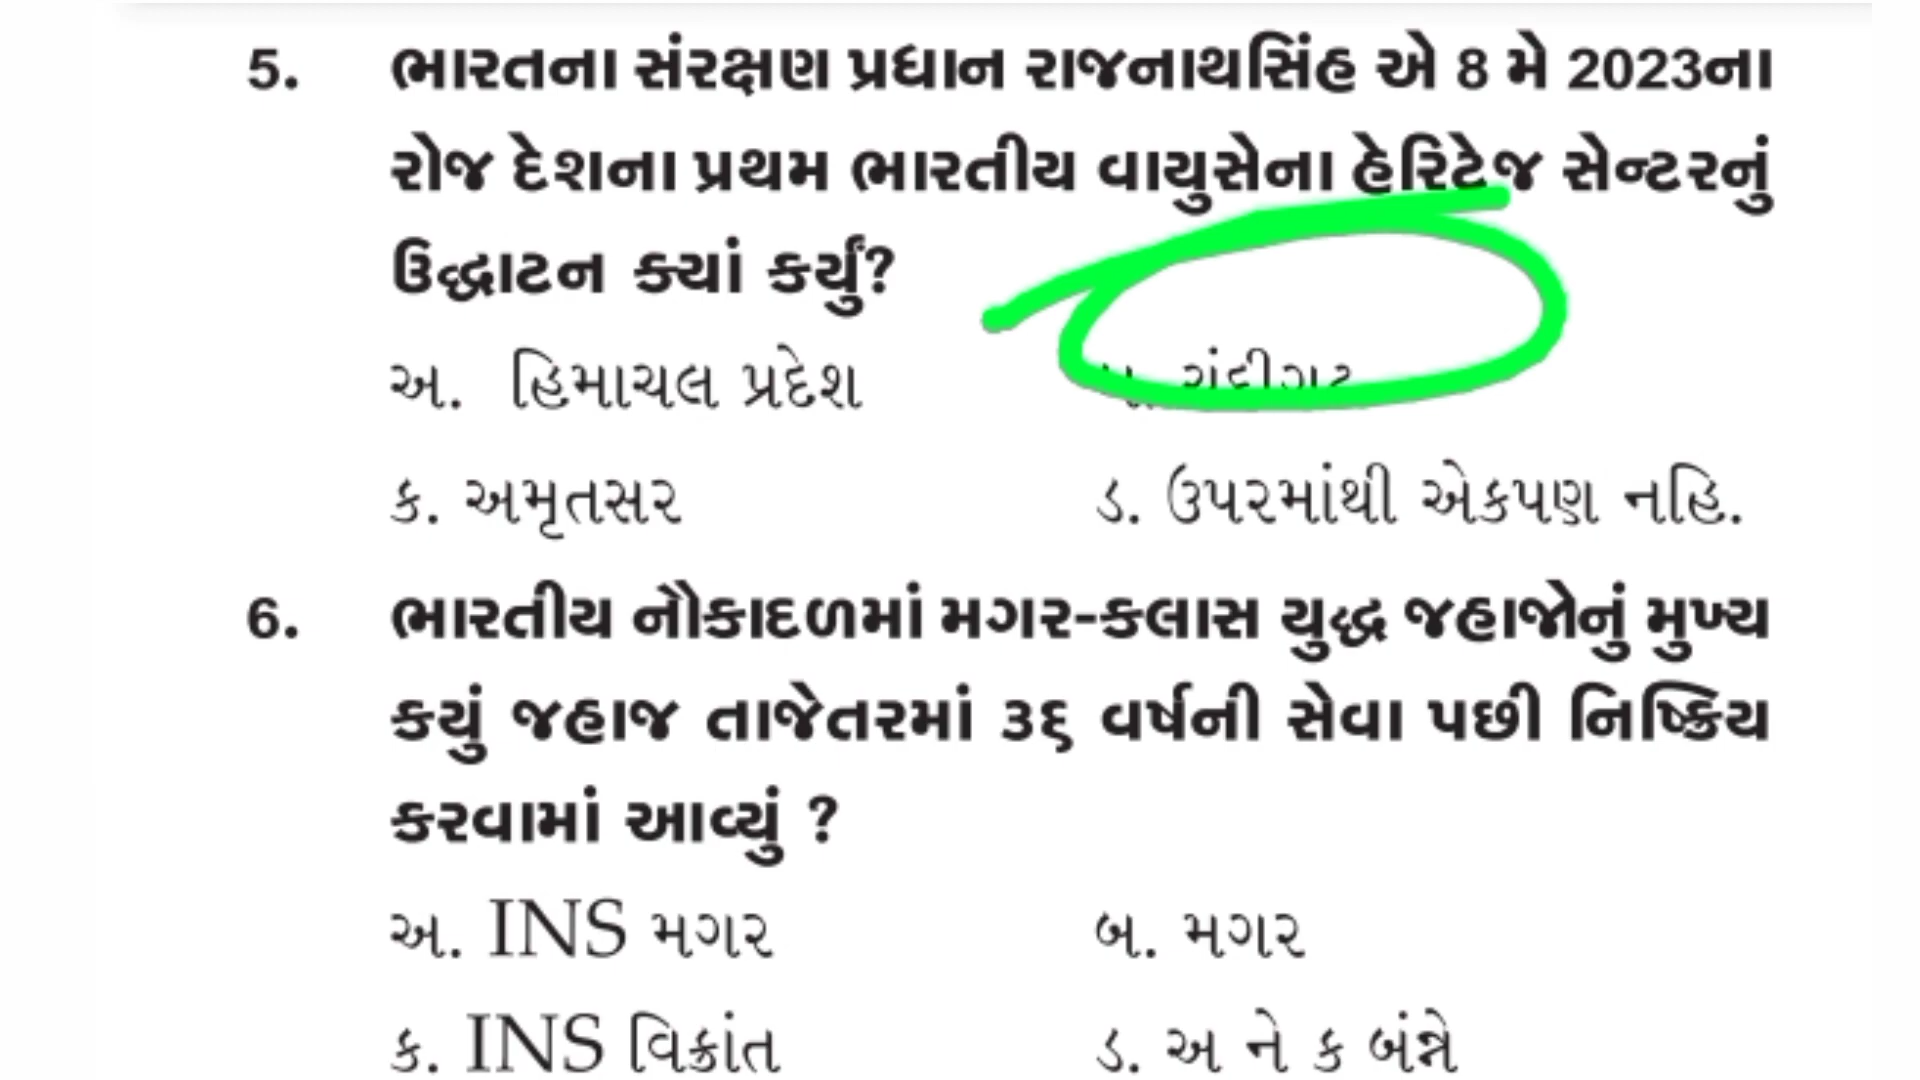 5. ભારતના સંરક્ષણ પ્રધાન રાજનાથસિંહ એ 8 મે 2023ના
રોજ દેશના પ્રથમ ભારતીય વાયુસેના હેરિટેજ સેન્ટરનું
ઉદ્ધાટન ક્યાં કર્યું?
અ. હિમાચલ પ્રદેશ
ક. અમૃતસર ડ. ઉપરમાંથી એકપણ નહિ.
6. ભારતીય નૌકાદળમાં મગર-ક્લાસ યુદ્ધ જહાજોનું મુખ્ય
કયું જહાજ તાજેતરમાં ૩૬ વર્ષની સેવા પછી નિષ્ક્રિય
કરવામાં આવ્યું ?
અ. INS મગર બ. મગર
ક. INS વિક્રાંત ડ. અ ને ક બંન્ને